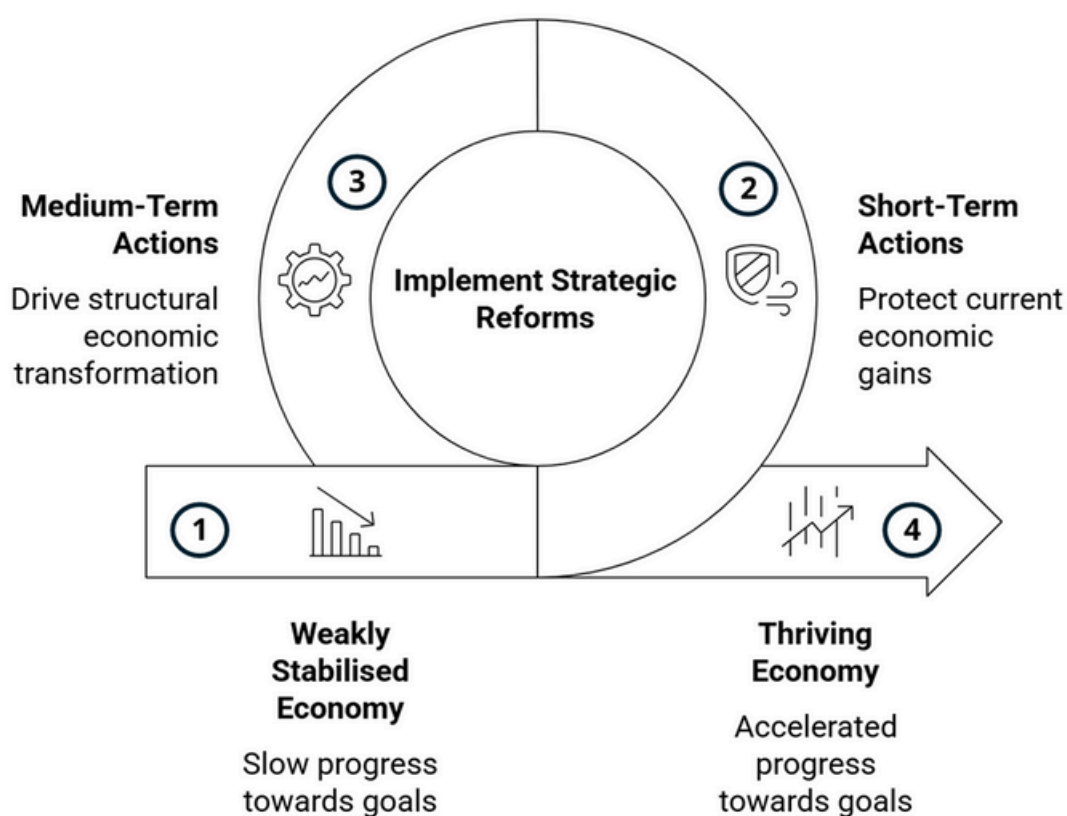 3
2
Medium-Term
Actions
Drive structural
economic
transformation
Implement Strategic
Reforms
Short-Term
Actions
Protect current
economic
gains
1
4
Weakly
Stabilised
Economy
Slow progress
towards goals
Thriving
Economy
Accelerated
progress
towards goals